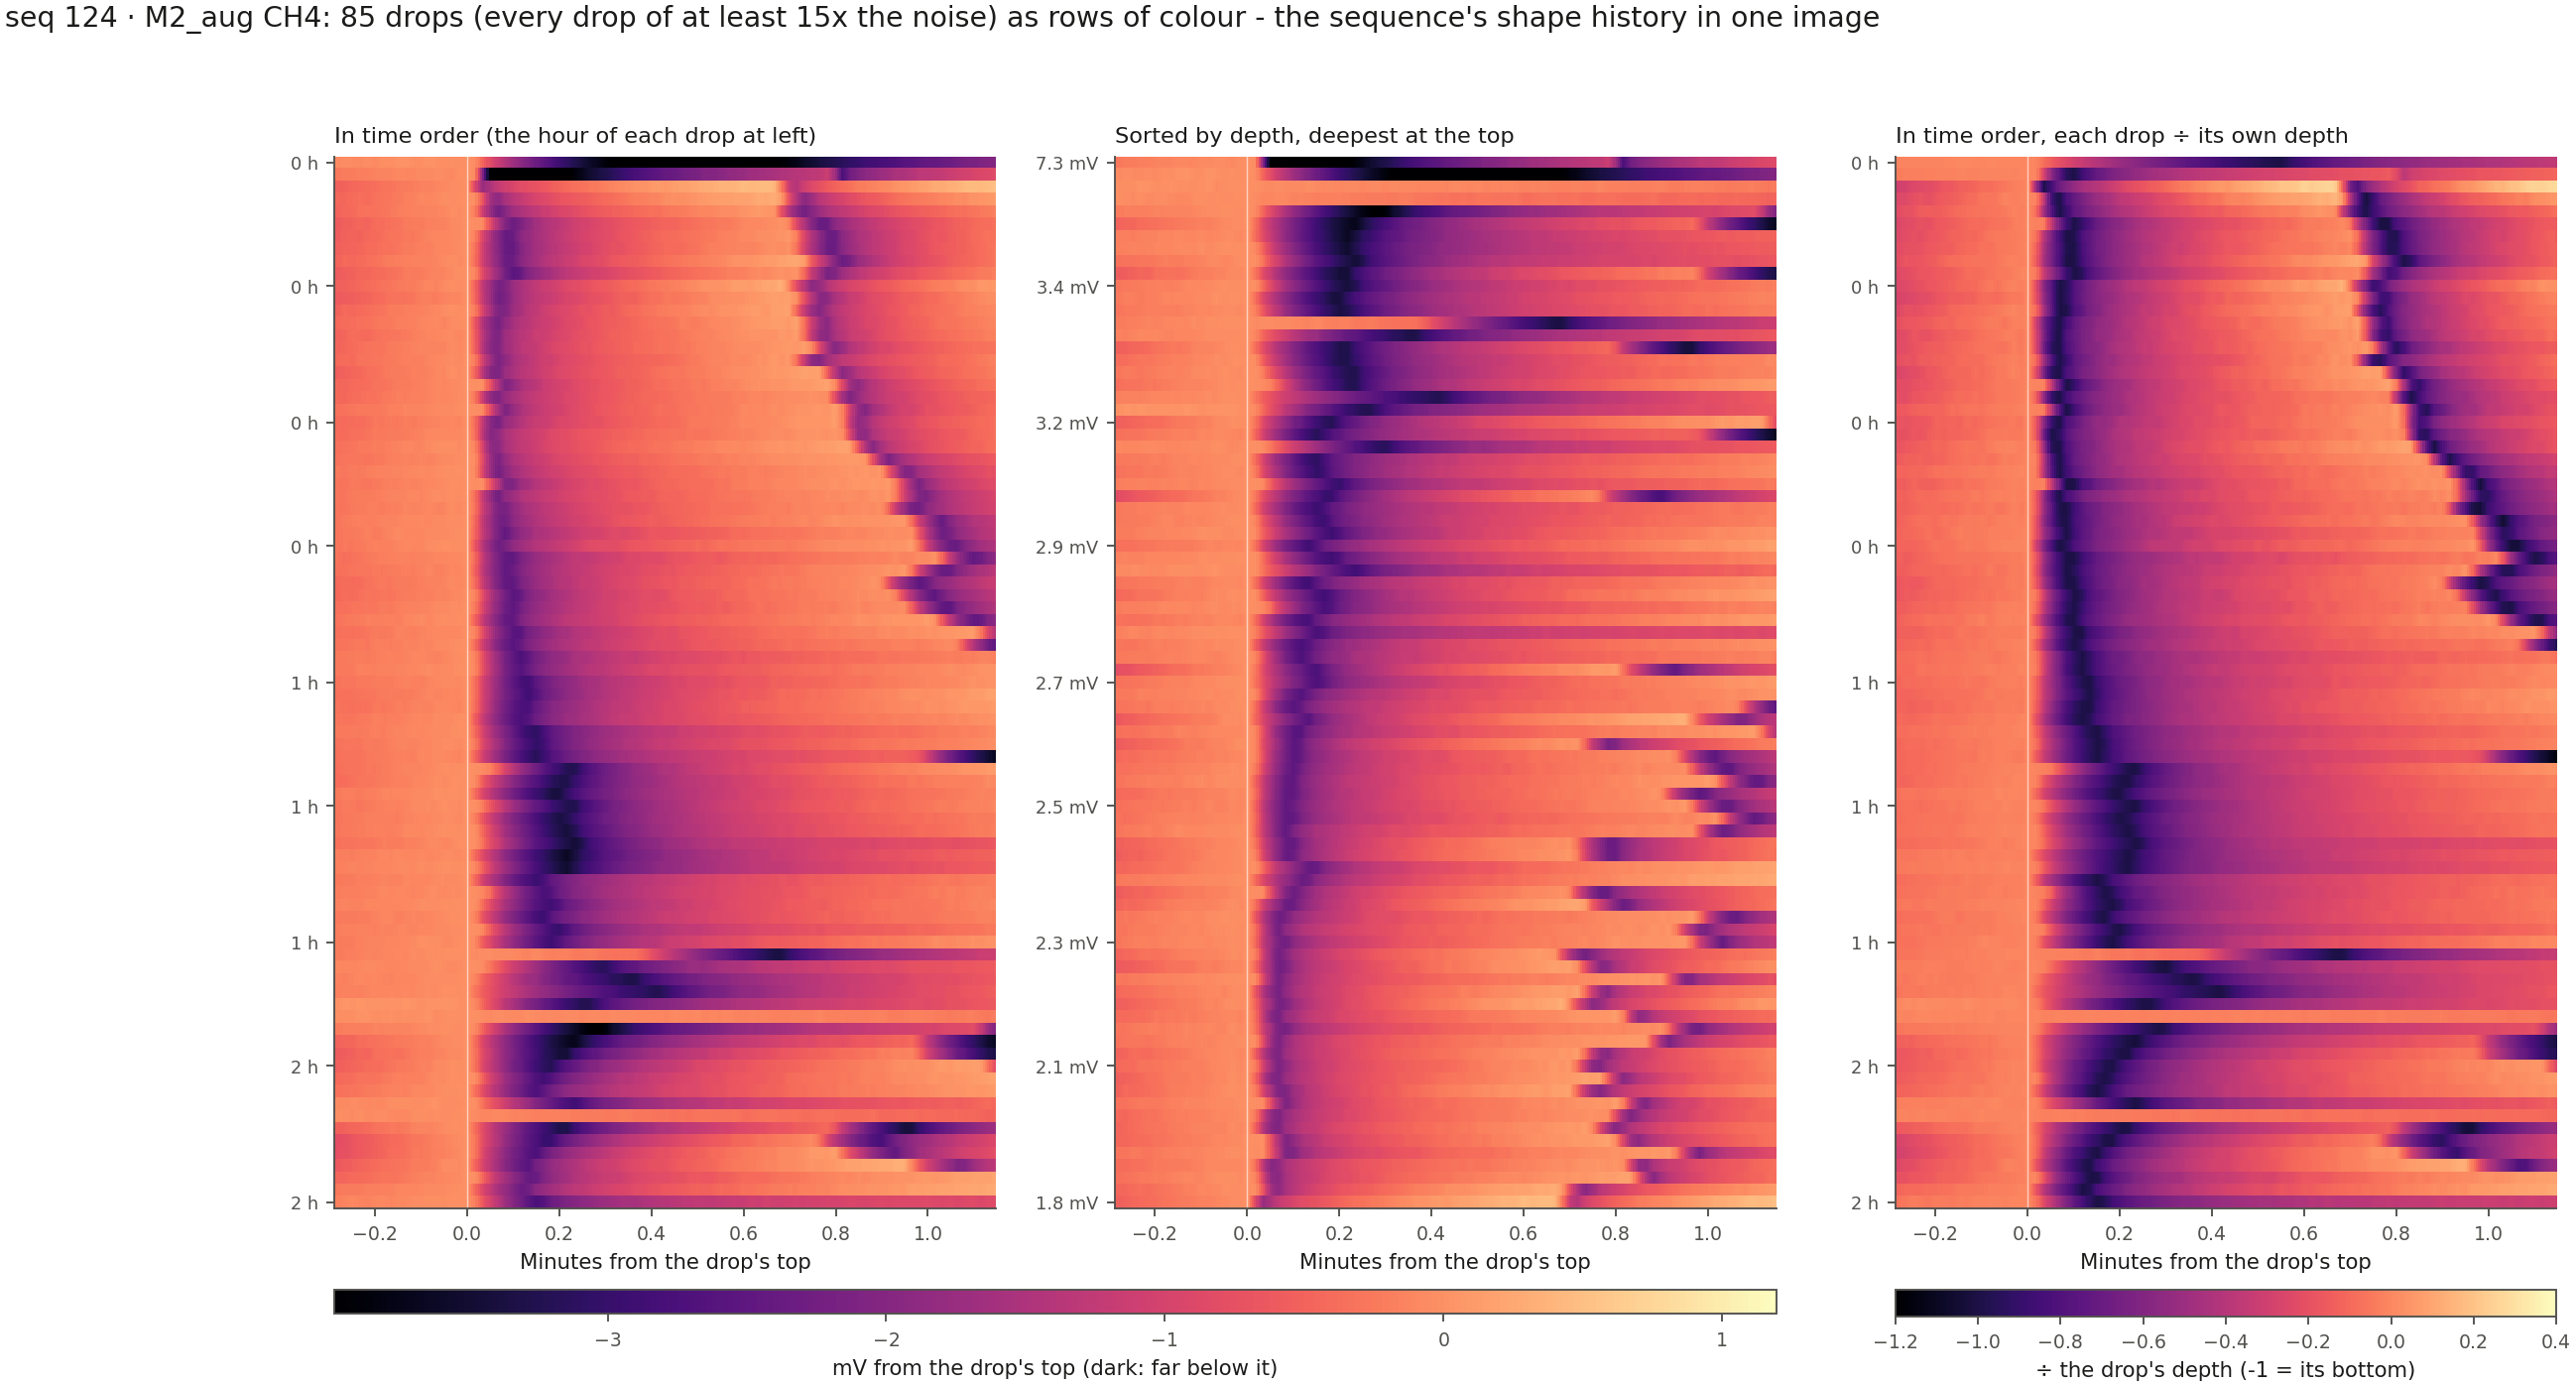 seq 124 · M2_aug CH4: 85 drops (every drop of at least 15x the noise) as rows of colour - the sequence's shape history in one image
In time order (the hour of each drop at left)
0 h
0 h
0 h
0 h
1 h
1 h
1 h
2 h
2 h
−0.2 0.0 0.2 0.4 0.6 0.8 1.0
Minutes from the drop's top
Sorted by depth, deepest at the top
7.3 mV
3.4 mV
3.2 mV
2.9 mV
2.7 mV
2.5 mV
2.3 mV
2.1 mV
1.8 mV
−0.2 0.0 0.2 0.4 0.6 0.8 1.0
Minutes from the drop's top
In time order, each drop ÷ its own depth
0 h
0 h
0 h
0 h
1 h
1 h
1 h
2 h
2 h
−0.2 0.0 0.2 0.4 0.6 0.8 1.0
Minutes from the drop's top
−3 −2 −1 0 1
mV from the drop's top (dark: far below it)
−1.2 −1.0 −0.8 −0.6 −0.4 −0.2 0.0 0.2 0.4
÷ the drop's depth (-1 = its bottom)